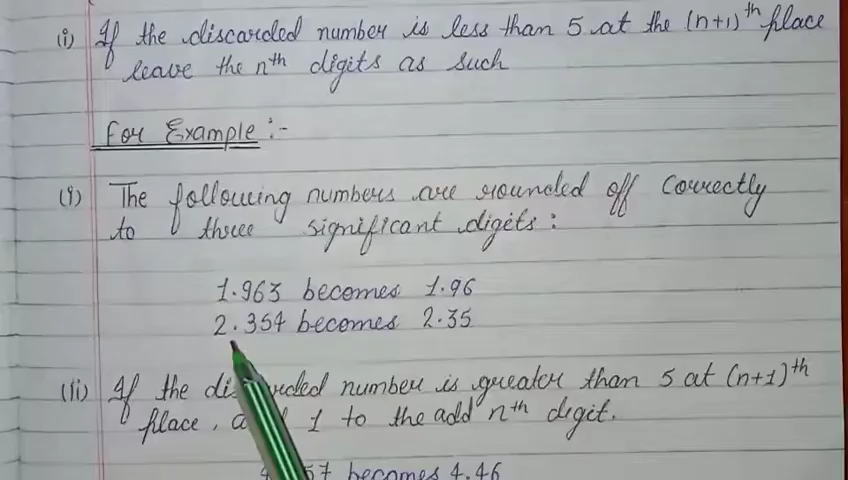 (i) If the discarded number is less than 5 at the (n+1)th place
leave the nth digits as such
For Example :-
(i) The following numbers are rounded off correctly
to three significant digits :
1.963 becomes 1.96
2.354 becomes 2.35
(ii) If the discarded number is greater than 5 at (n+1)th
place, 1 to the add nth digit.
57 becomes 4.46